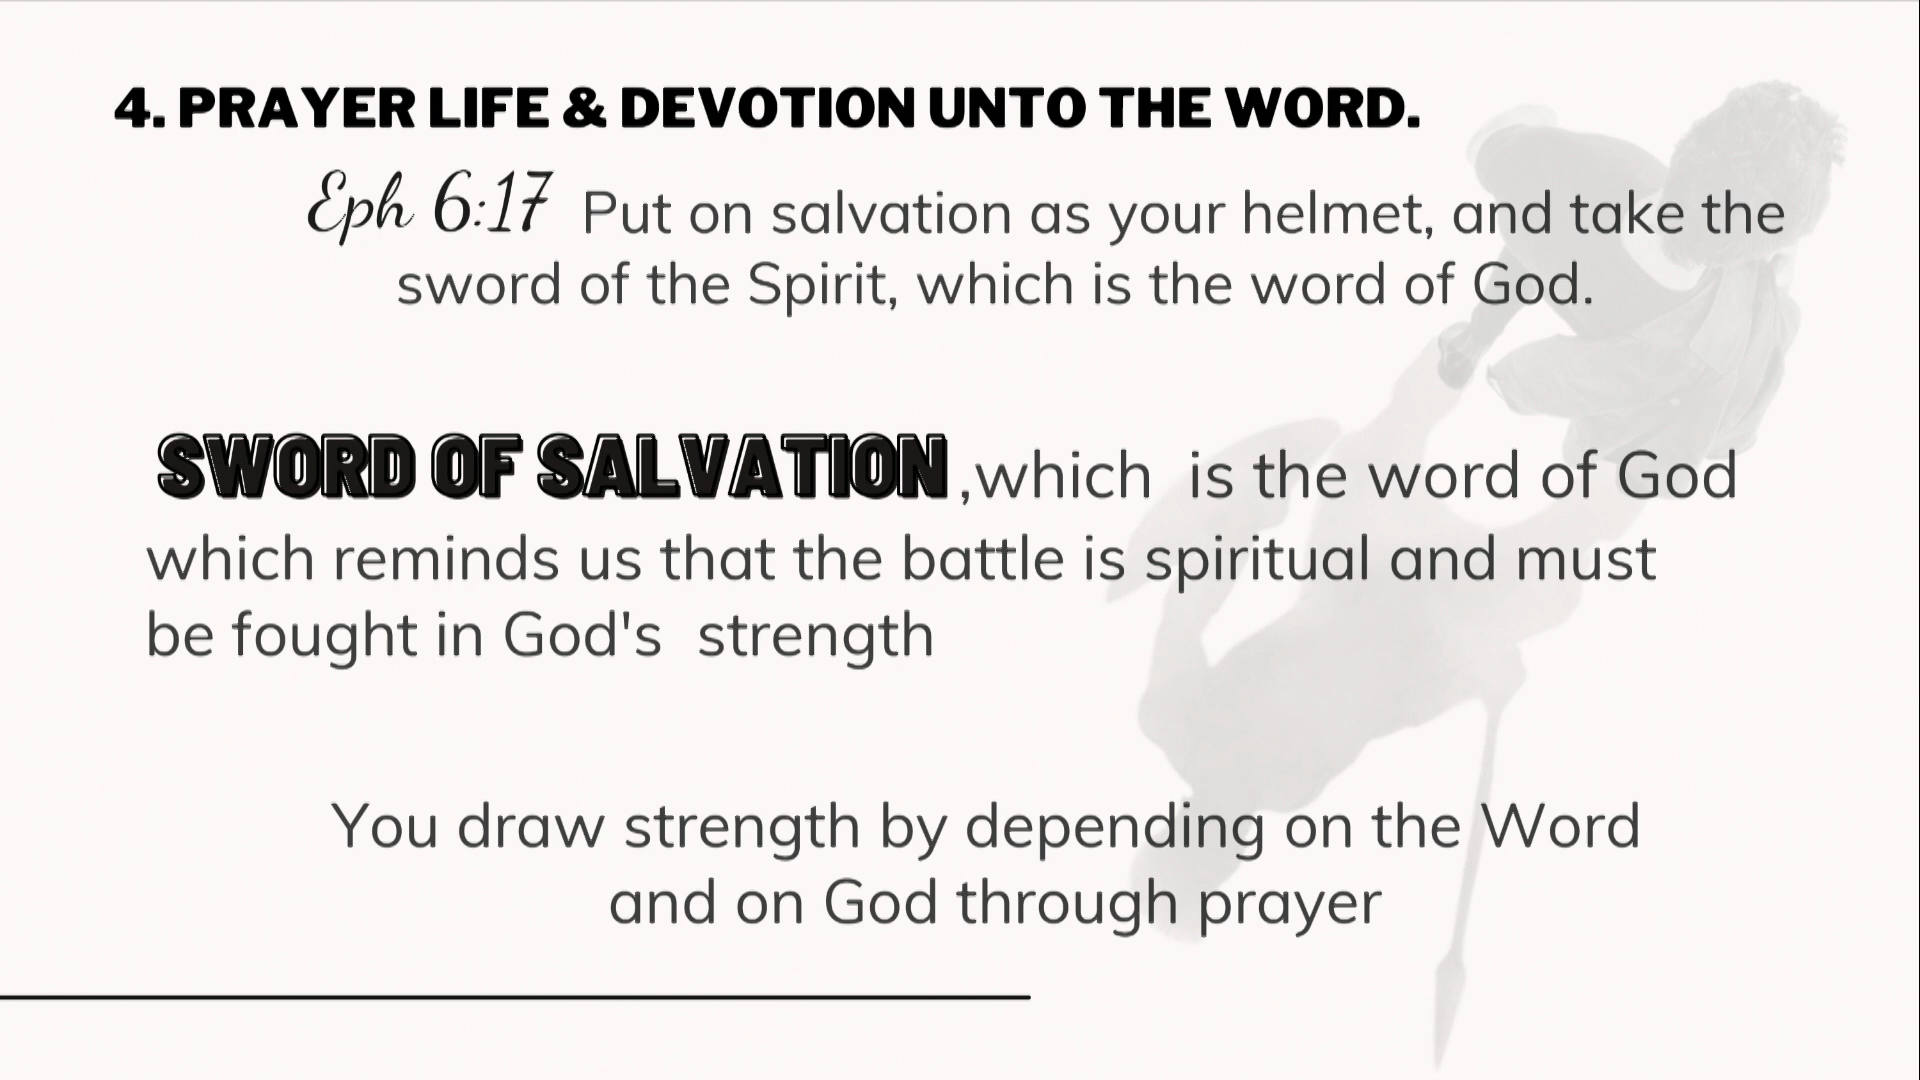 4. PRAYER LIFE & DEVOTION UNTO THE WORD.
Eph 6:17 Put on salvation as your helmet, and take the
sword of the Spirit, which is the word of God.
SWORD OF SALVATION ,which is the word of God
which reminds us that the battle is spiritual and must
be fought in God's strength
You draw strength by depending on the Word
and on God through prayer